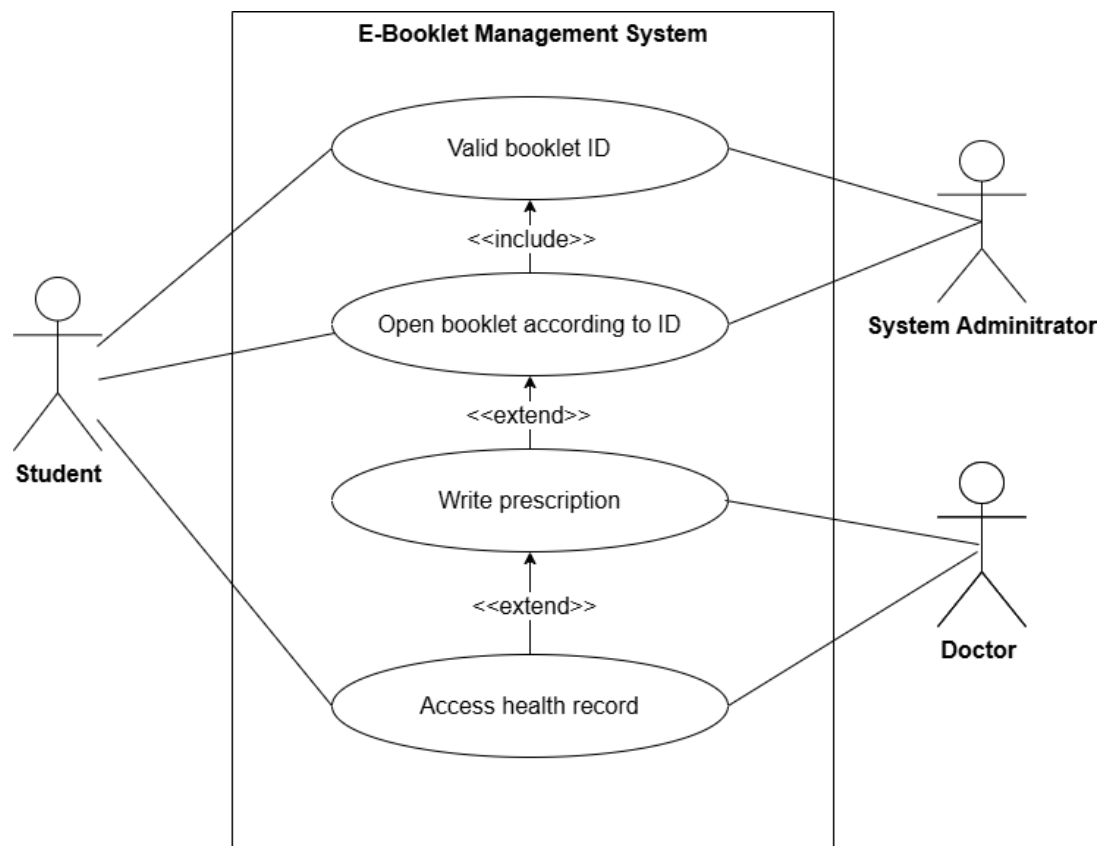 E-Booklet Management System
Valid booklet ID
<<include>>
Open booklet according to ID
System Adminitrator
<<extend>>
Student
Write prescription
<<extend>>
Doctor
Access health record